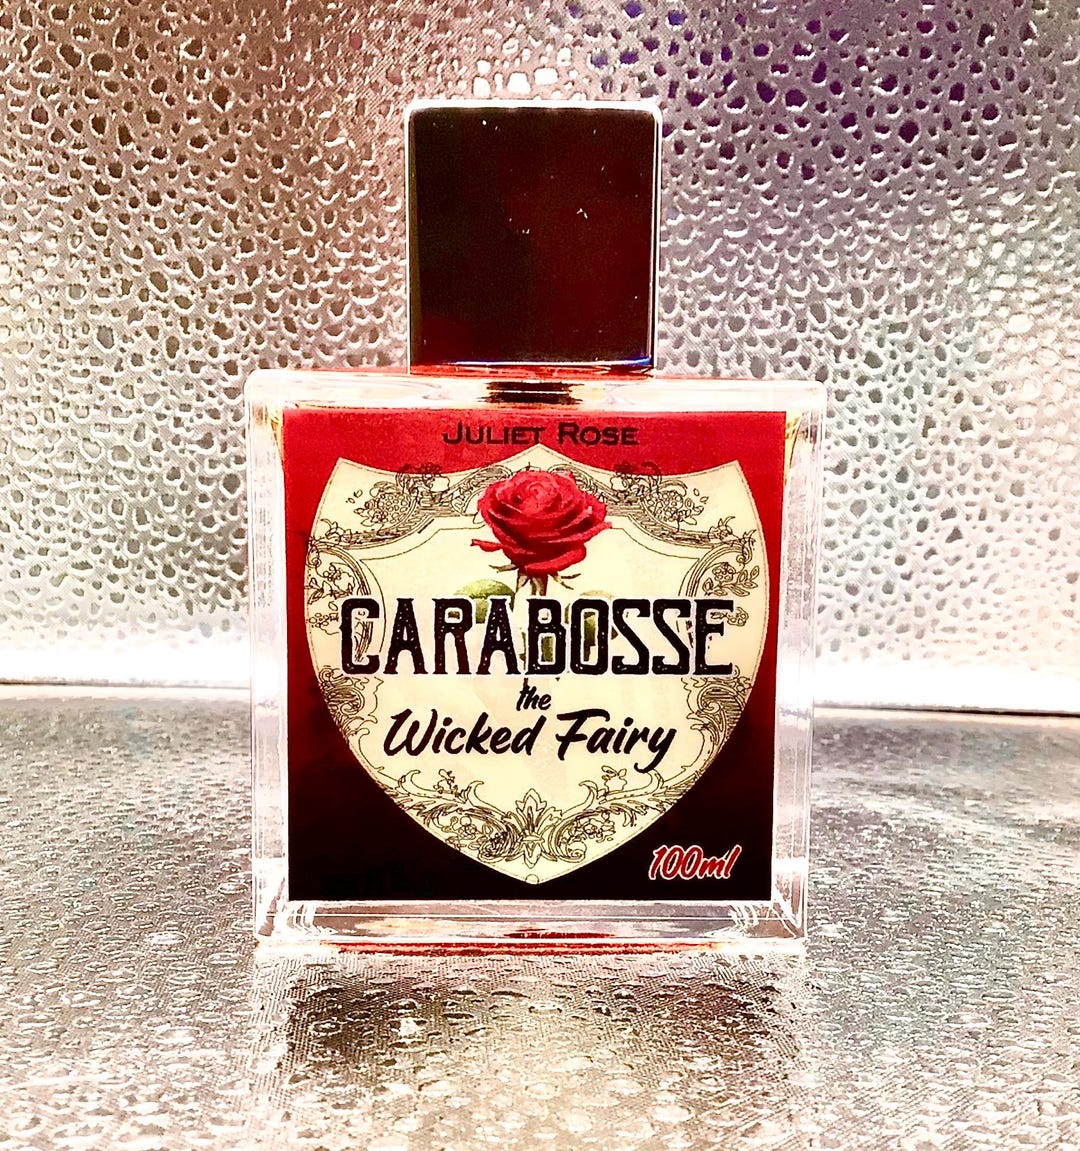 JULIET ROSE
CARABOSSE
the
Wicked Fairy
100ml